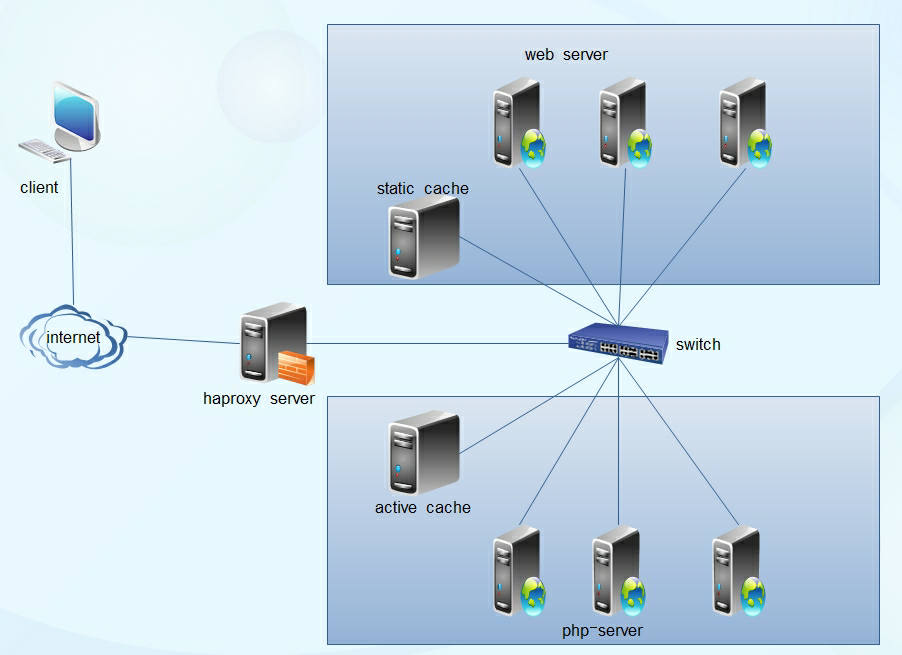 web server
client
static cache
internet
switch
haproxy server
active cache
php-server